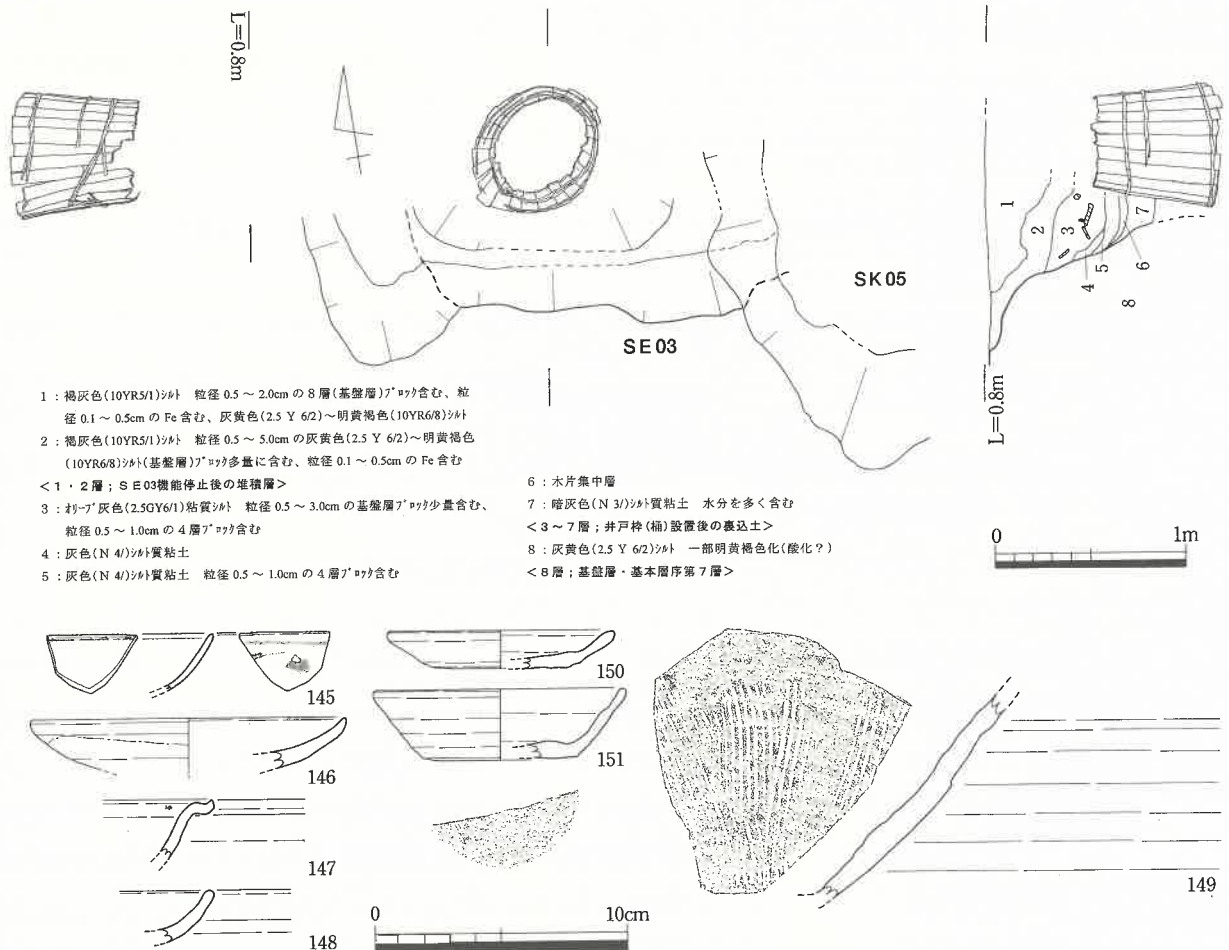 L=0.8m
1
2
3
7
6
5
4
8
SK05
SE03
L=0.8m
1：褐灰色(10YR5/1)ｼﾙﾄ　粒径 0.5 ～ 2.0cm の 8 層(基盤層)ﾌﾞﾛｯｸ含む、粒
径 0.1 ～ 0.5cm の Fe 含む、灰黄色(2.5 Y 6/2)～明黄褐色(10YR6/8)ｼﾙﾄ
2：褐灰色(10YR5/1)ｼﾙﾄ　粒径 0.5 ～ 5.0cm の灰黄色(2.5 Y 6/2)～明黄褐色
(10YR6/8)ｼﾙﾄ(基盤層)ﾌﾞﾛｯｸ多量に含む、粒径 0.1 ～ 0.5cm の Fe 含む
＜1・2層；SE03機能停止後の堆積層＞
3：ｵﾘｰﾌﾞ灰色(2.5GY6/1)粘質ｼﾙﾄ　粒径 0.5 ～ 3.0cm の基盤層ﾌﾞﾛｯｸ少量含む、
粒径 0.5 ～ 1.0cm の 4 層ﾌﾞﾛｯｸ含む
4：灰色(N 4/)ｼﾙﾄ質粘土
5：灰色(N 4/)ｼﾙﾄ質粘土　粒径 0.5 ～ 1.0cm の 4 層ﾌﾞﾛｯｸ含む
6：木片集中層
7：暗灰色(N 3/)ｼﾙﾄ質粘土　水分を多く含む
＜3～7層；井戸枠(桶)設置後の裏込土＞
8：灰黄色(2.5 Y 6/2)ｼﾙﾄ　一部明黄褐色化(酸化？)
＜8層；基盤層・基本層序第7層＞
0 1m
145
146
147
148
150
151
149
0 10cm